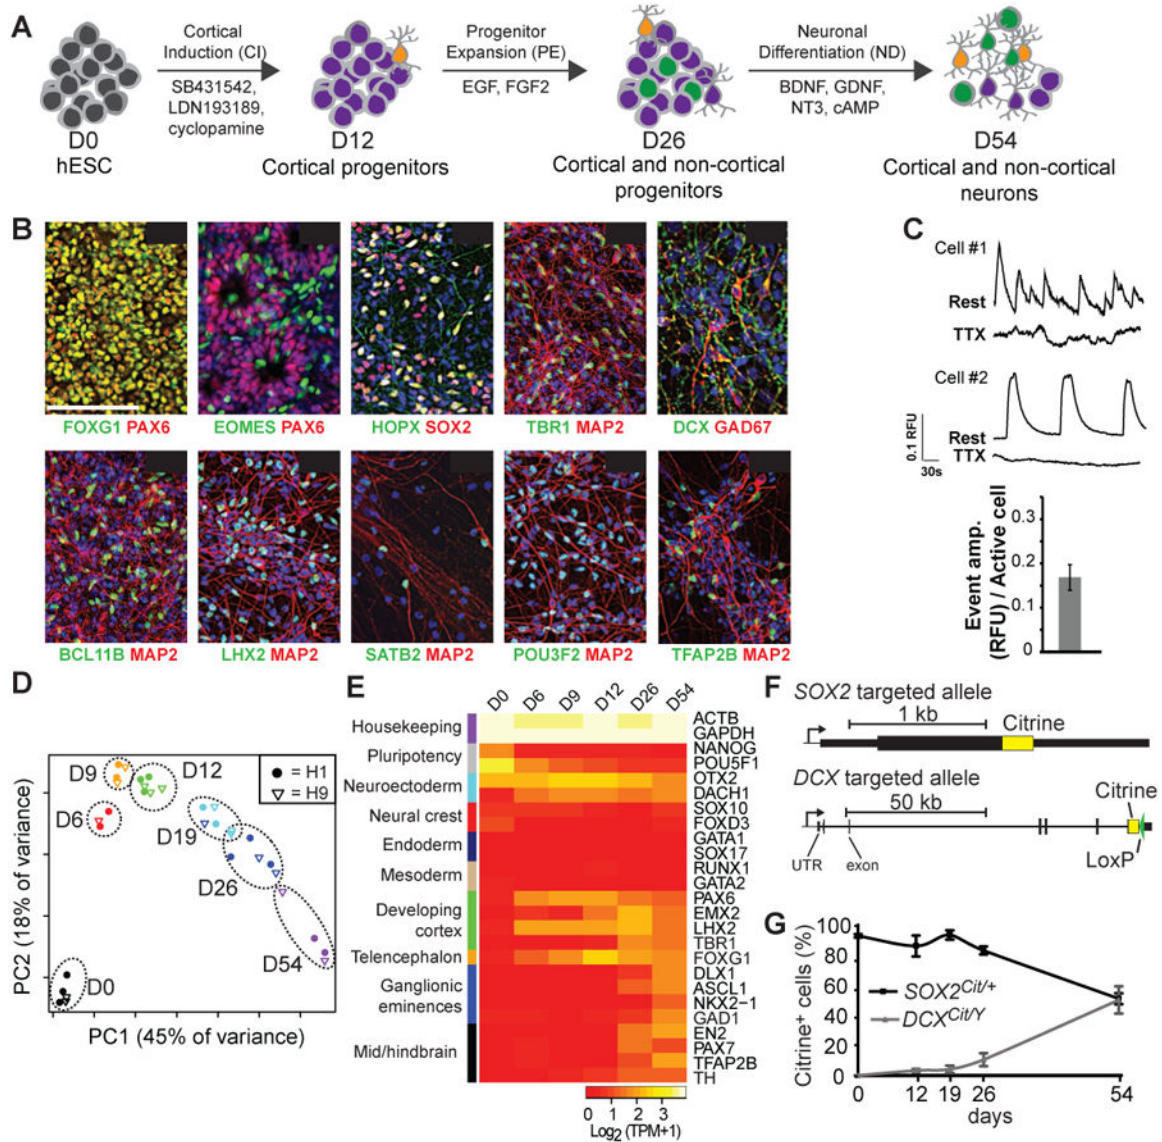 A
Cortical
Induction (CI)
SB431542,
LDN193189,
cyclopamine
Progenitor
Expansion (PE)
EGF, FGF2
Neuronal
Differentiation (ND)
BDNF, GDNF,
NT3, cAMP
D0
hESC
D12
Cortical progenitors
D26
Cortical and non-cortical
progenitors
D54
Cortical and non-cortical
neurons
B
FOXG1 PAX6
EOMES PAX6
HOPX SOX2
TBR1 MAP2
DCX GAD67
BCL11B MAP2
LHX2 MAP2
SATB2 MAP2
POU3F2 MAP2
TFAP2B MAP2
C
Cell #1
Rest
TTX
Cell #2
Rest
TTX
0.1 RFU
30s
Event amp.
(RFU) / Active cell
0.3
0.2
0.1
0
D
D9
D12
D6
D19
D26
D54
D0
= H1
= H9
PC2 (18% of variance)
PC1 (45% of variance)
E
D0 D6 D9 D12 D26 D54
Housekeeping
Pluripotency
Neuroectoderm
Neural crest
Endoderm
Mesoderm
Developing
cortex
Telencephalon
Ganglionic
eminences
Mid/hindbrain
ACTB
GAPDH
NANOG
POU5F1
OTX2
DACH1
SOX10
FOXD3
GATA1
SOX17
RUNX1
GATA2
PAX6
EMX2
LHX2
TBR1
FOXG1
DLX1
ASCL1
NKX2-1
GAD1
EN2
PAX7
TFAP2B
TH
0 1 2 3
Log2 (TPM+1)
F
SOX2 targeted allele
1 kb
Citrine
DCX targeted allele
50 kb
Citrine
UTR
exon
LoxP
G
Citrine+ cells (%)
100
80
60
40
20
0
SOX2Cit/+
DCXCit/Y
0 12 19 26 54
days